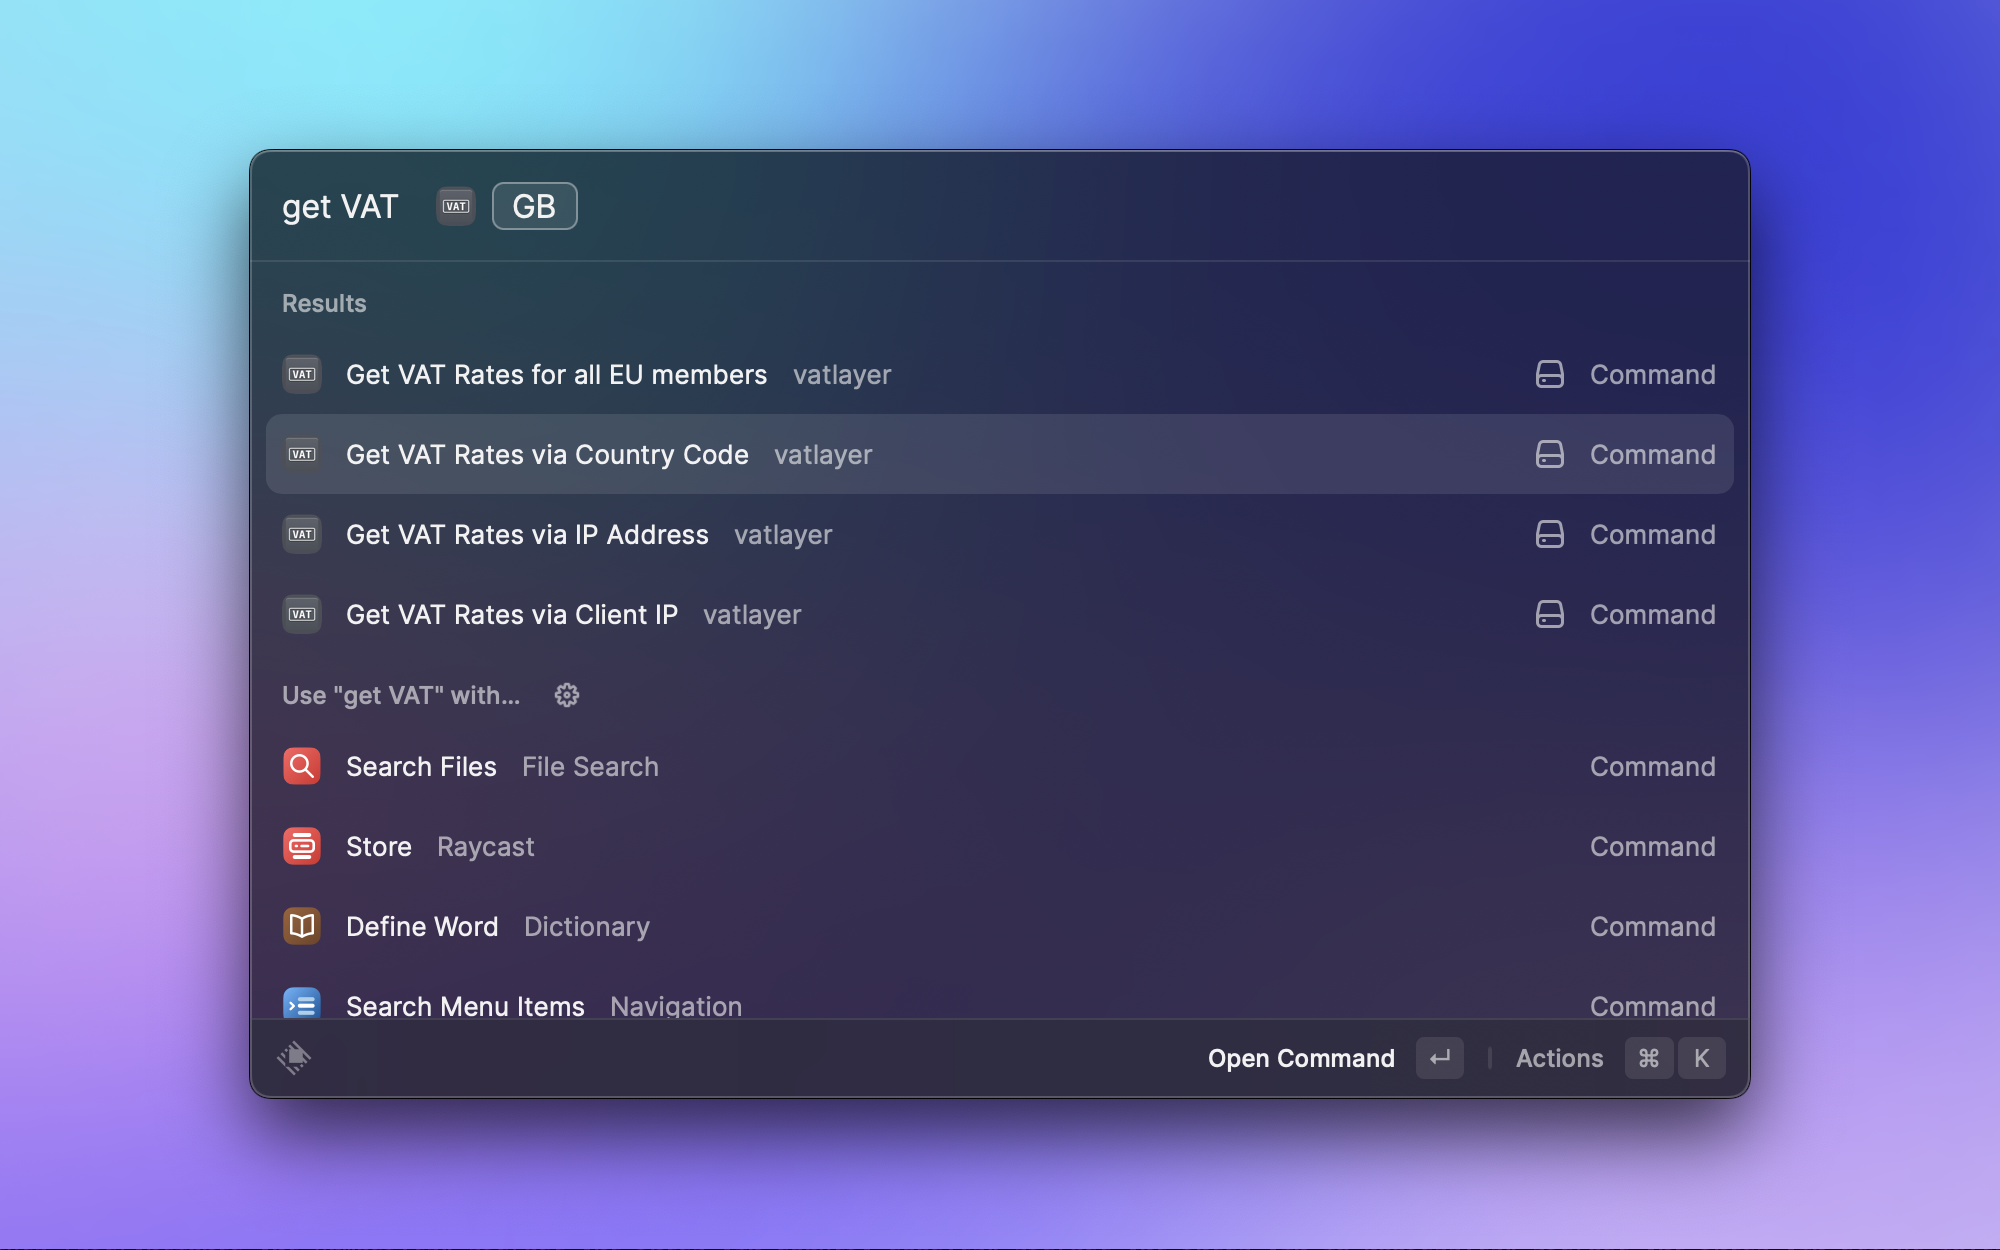 get VAT VAT GB
Results
VAT Get VAT Rates for all EU members vatlayer Command
VAT Get VAT Rates via Country Code vatlayer Command
VAT Get VAT Rates via IP Address vatlayer Command
VAT Get VAT Rates via Client IP vatlayer Command
Use "get VAT" with...
Search Files File Search Command
Store Raycast Command
Define Word Dictionary Command
Search Menu Items Navigation Command
Open Command ↵ | Actions ⌘ K